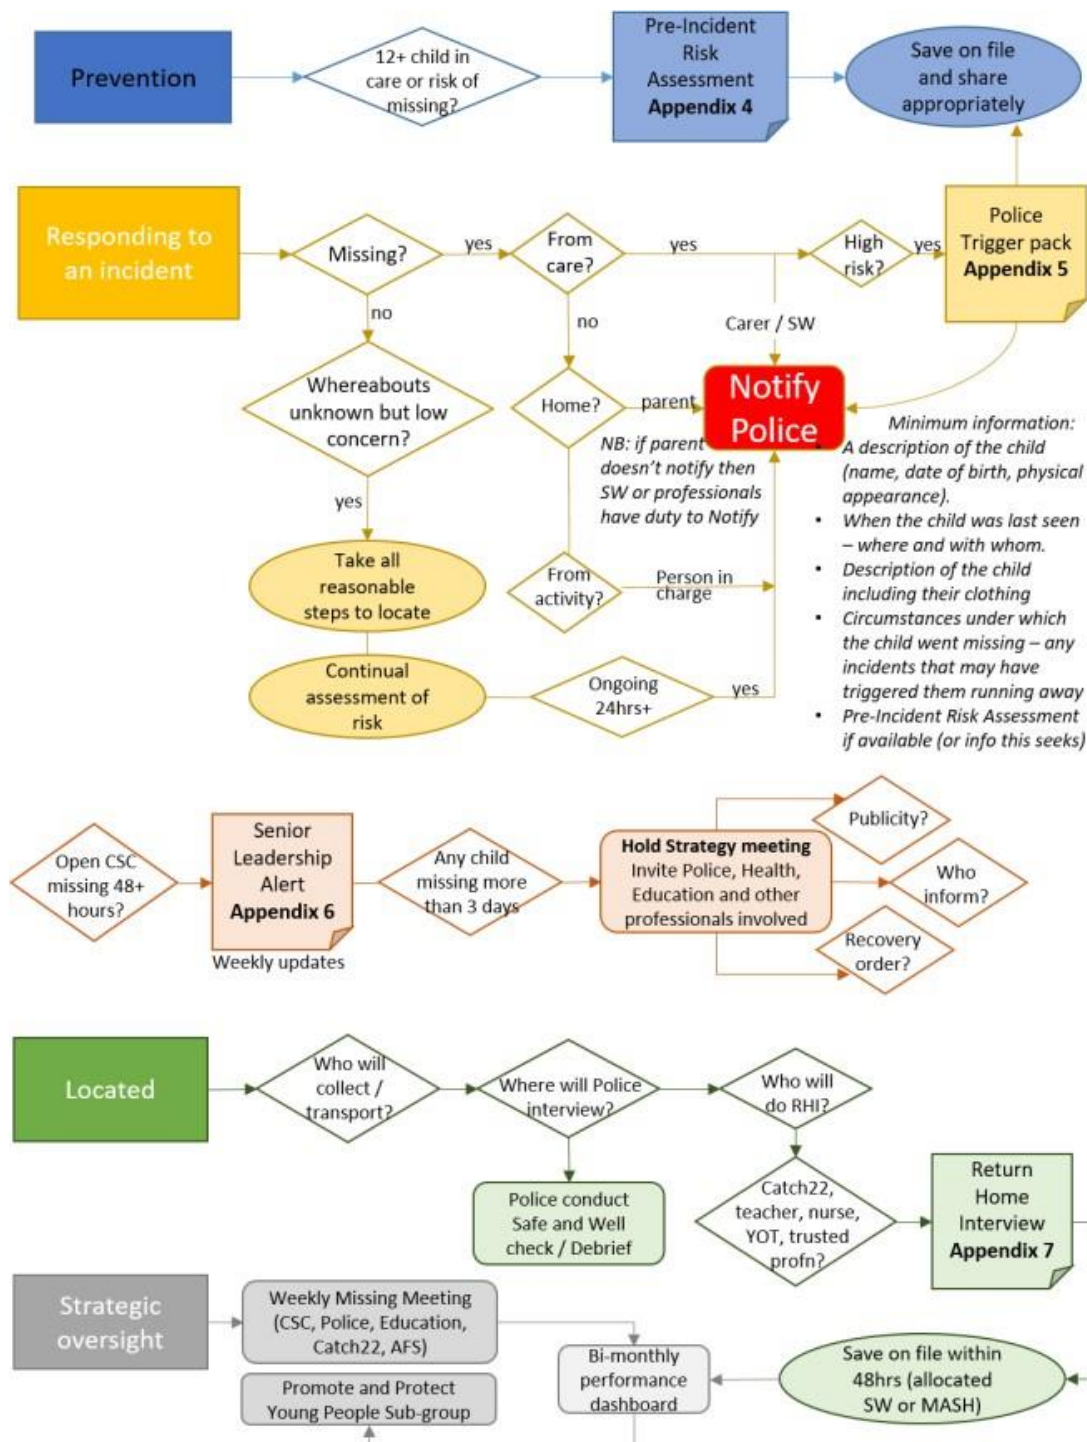 Prevention
12+ child in
care or risk of
missing?
Pre-Incident
Risk
Assessment
Appendix 4
Save on file
and share
appropriately
Responding to
an incident
Missing?
yes
From
care?
yes
High
risk?
yes
Police
Trigger pack
Appendix 5
no
no
Carer / SW
Whereabouts
unknown but low
concern?
Home?
parent
Notify
Police
NB: if parent
doesn't notify then
SW or professionals
have duty to Notify
Minimum information:
• A description of the child
(name, date of birth, physical
appearance).
• When the child was last seen
– where and with whom.
• Description of the child
including their clothing
• Circumstances under which
the child went missing – any
incidents that may have
triggered them running away
• Pre-Incident Risk Assessment
if available (or info this seeks)
yes
Take all
reasonable
steps to locate
From
activity?
Person in
charge
Continual
assessment of
risk
Ongoing
24hrs+
yes
Open CSC
missing 48+
hours?
Senior
Leadership
Alert
Appendix 6
Weekly updates
Any child
missing more
than 3 days
Hold Strategy meeting
Invite Police, Health,
Education and other
professionals involved
Publicity?
Who
inform?
Recovery
order?
Located
Who will
collect /
transport?
Where will Police
interview?
Who will
do RHI?
Police conduct
Safe and Well
check / Debrief
Catch22,
teacher, nurse,
YOT, trusted
profn?
Return
Home
Interview
Appendix 7
Strategic
oversight
Weekly Missing Meeting
(CSC, Police, Education,
Catch22, AFS)
Promote and Protect
Young People Sub-group
Bi-monthly
performance
dashboard
Save on file within
48hrs (allocated
SW or MASH)